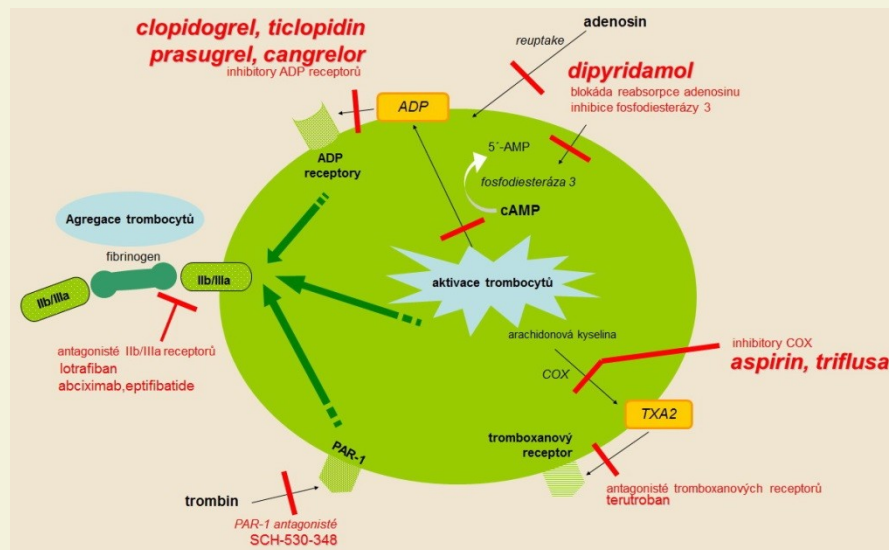 clopidogrel, ticlopidin
prasugrel, cangrelor
inhibitory ADP receptorů
adenosin
reuptake
dipyridamol
blokáda reabsorpce adenosinu
inhibice fosfodiesterázy 3
ADP
ADP
receptory
5´-AMP
fosfodiesteráza 3
cAMP
Agregace trombocytů
fibrinogen
IIb/IIIa
IIb/IIIa
aktivace trombocytů
antagonisté IIb/IIIa receptorů
lotrafiban
abciximab,eptifibatide
arachidonová kyselina
COX
inhibitory COX
aspirin, triflusa
TXA2
tromboxanový
receptor
PAR-1
trombin
PAR-1 antagonisté
SCH-530-348
antagonisté tromboxanových receptorů
terutroban